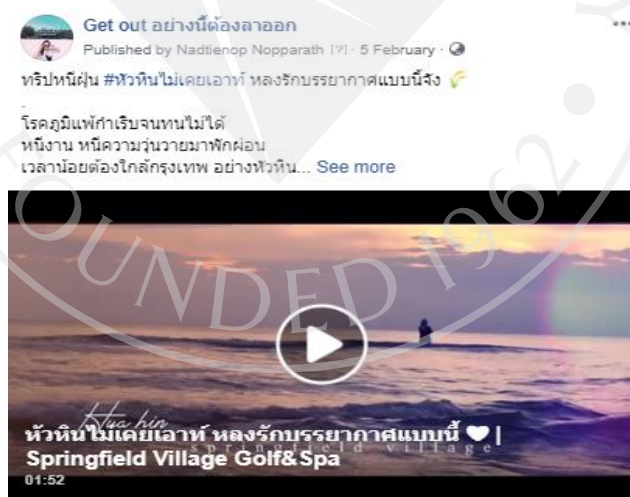 Get out อย่างนี้ต้องลาออก
Published by Nadtienop Nopparath [?] · 5 February ·
ทริปหนีฝุ่น #หัวหินไม่เคยเอาท์ หลงรักบรรยากาศแบบนี้จัง
.
โรคภูมิแพ้กำเริบจนทนไม่ได้
หนีงาน หนีความวุ่นวายมาพักผ่อน
เวลาน้อยต้องใกล้กรุงเทพ อย่างหัวหิน... See more
FOUNDED 1962
Hua hin
springfield village
หัวหินไม่เคยเอาท์ หลงรักบรรยากาศแบบนี้ ❤ |
Springfield Village Golf&Spa
01:52